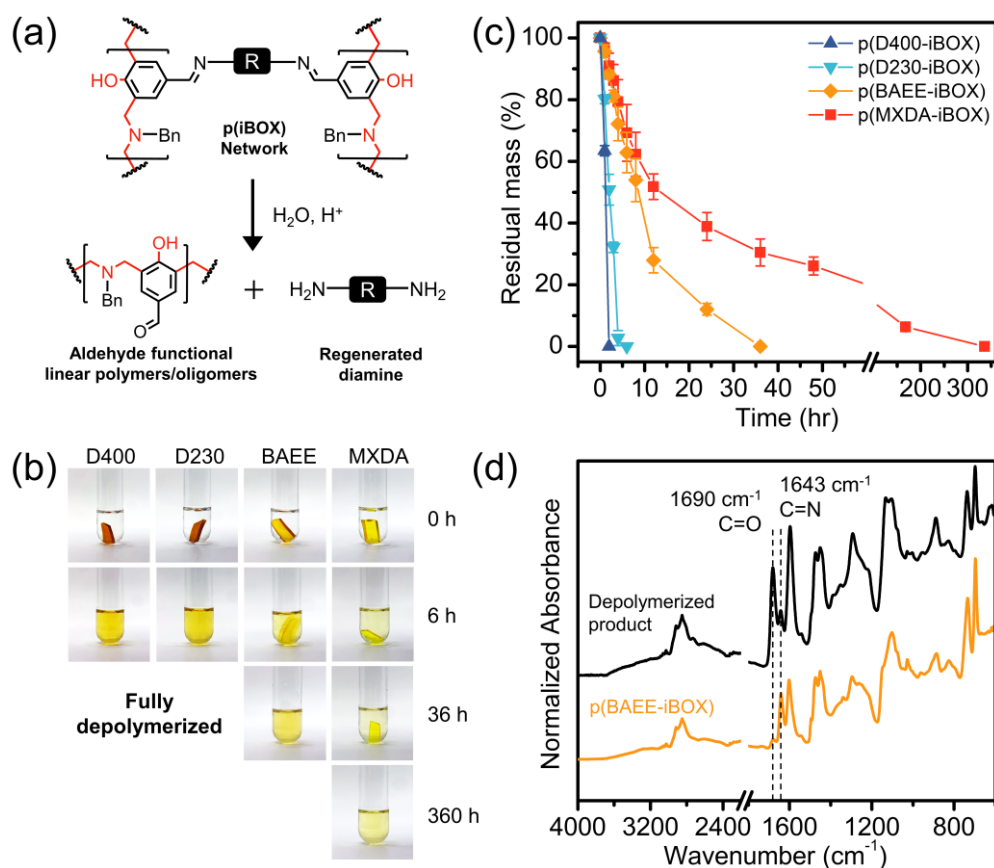 (a)
R
N
N
HO
OH
N
Bn
Bn
N
p(iBOX)
Network
H₂O, H⁺
OH
N
Bn
O
+
H₂N
R
NH₂
Aldehyde functional
linear polymers/oligomers
Regenerated
diamine
(b)
D400 D230 BAEE MXDA
0 h
6 h
Fully
depolymerized
36 h
360 h
(c)
p(D400-iBOX)
p(D230-iBOX)
p(BAEE-iBOX)
p(MXDA-iBOX)
Residual mass (%)
100
80
60
40
20
0
0 10 20 30 40 50 200 300
Time (hr)
(d)
1690 cm⁻¹
C=O
1643 cm⁻¹
C=N
Depolymerized
product
p(BAEE-iBOX)
Normalized Absorbance
4000 3200 2400 1600 1200 800
Wavenumber (cm⁻¹)